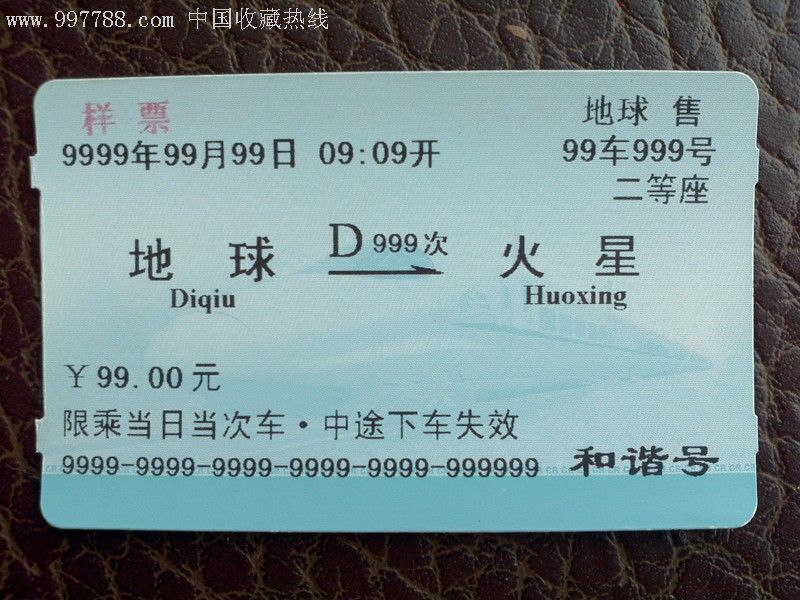 www.997788.com 中国收藏热线
样票
地球 售
9999年99月99日 09:09开
99车999号
二等座
地球 D999次 火星
Diqiu Huoxing
¥99.00元
限乘当日当次车·中途下车失效
9999-9999-9999-9999-9999-999999 和谐号